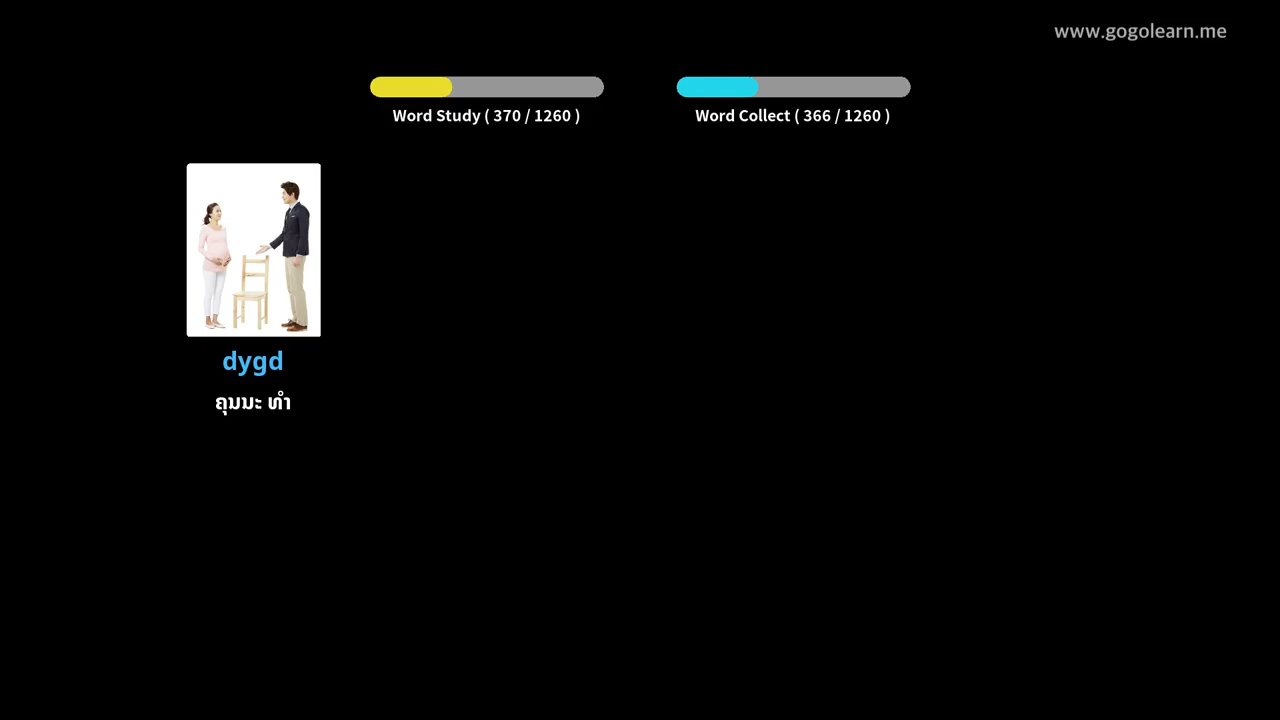 www.gogolearn.me
Word Study ( 370 / 1260 )
Word Collect ( 366 / 1260 )
dygd
ຄຸນນະ ທຳ